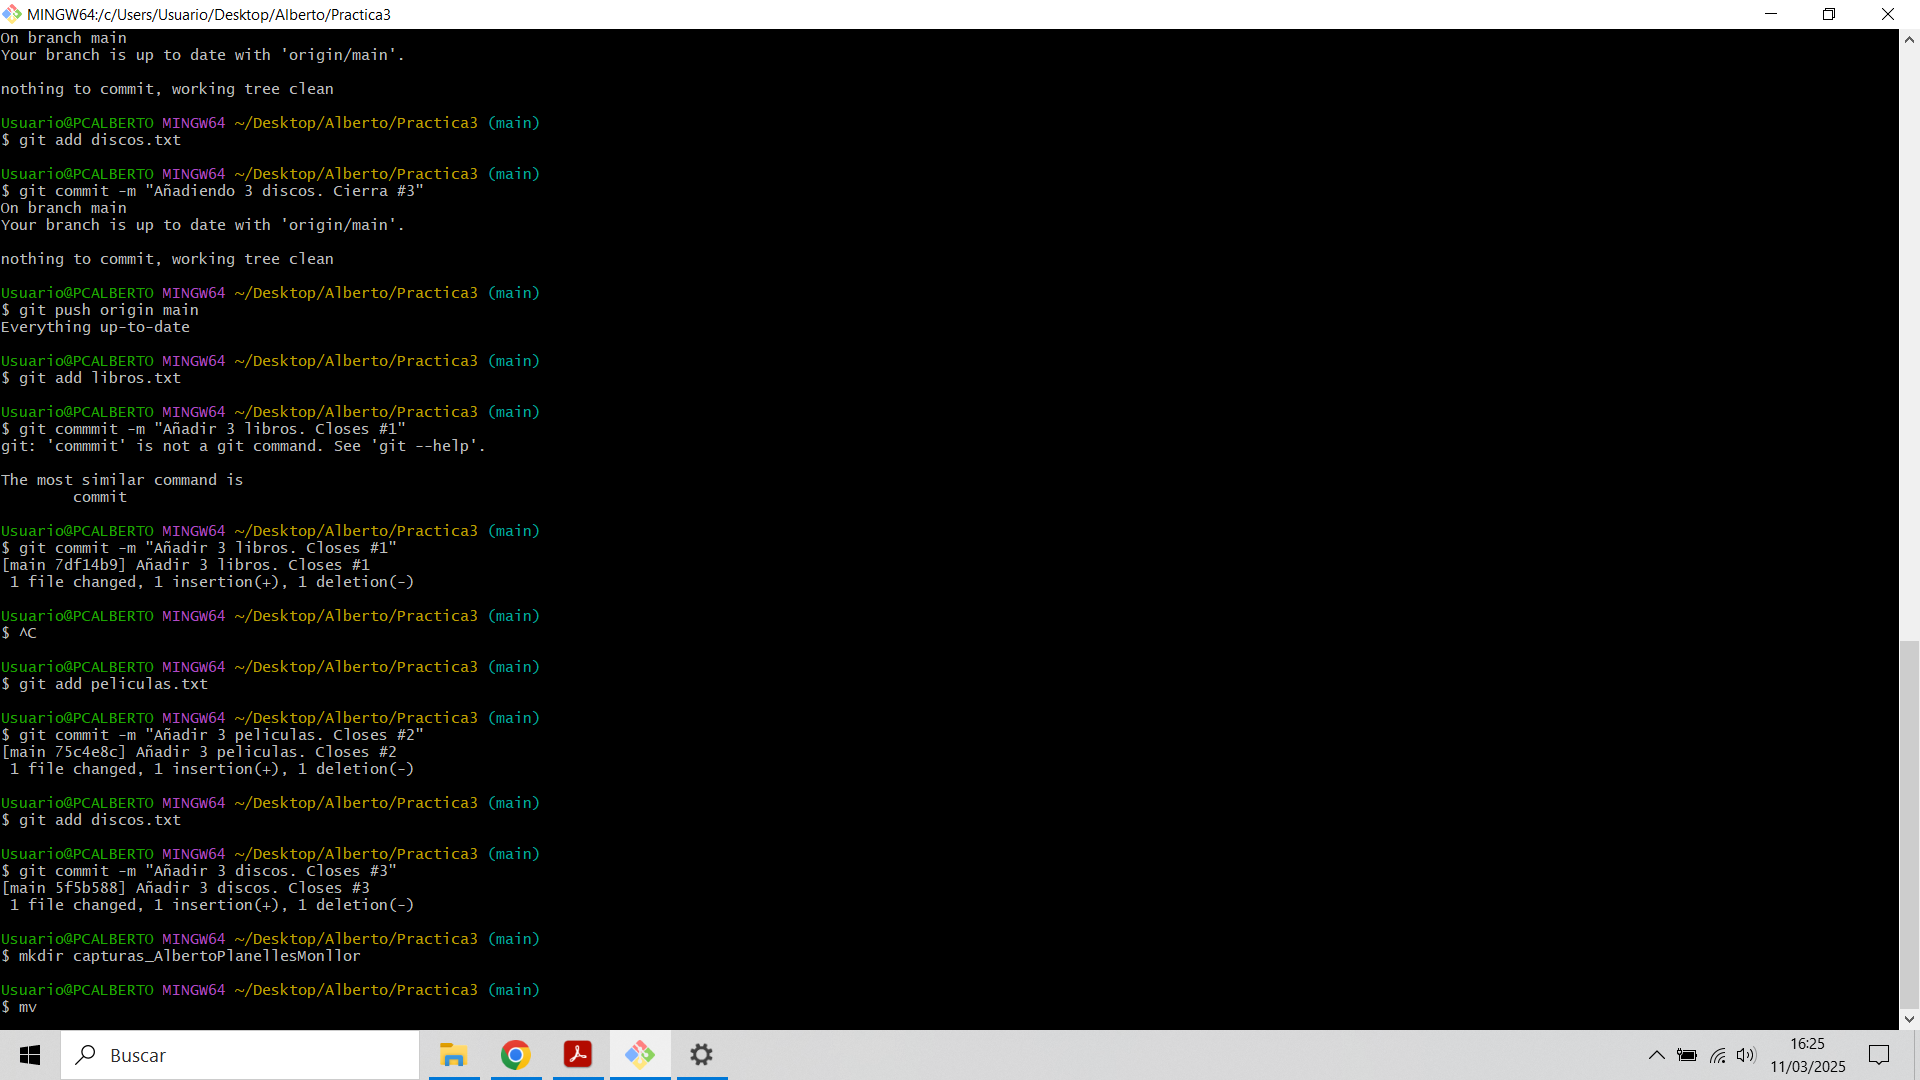 MINGW64:/c/Users/Usuario/Desktop/Alberto/Practica3
On branch main
Your branch is up to date with 'origin/main'.
nothing to commit, working tree clean
Usuario@PCALBERTO MINGW64 ~/Desktop/Alberto/Practica3 (main)
$ git add discos.txt
Usuario@PCALBERTO MINGW64 ~/Desktop/Alberto/Practica3 (main)
$ git commit -m "Añadiendo 3 discos. Cierra #3"
On branch main
Your branch is up to date with 'origin/main'.
nothing to commit, working tree clean
Usuario@PCALBERTO MINGW64 ~/Desktop/Alberto/Practica3 (main)
$ git push origin main
Everything up-to-date
Usuario@PCALBERTO MINGW64 ~/Desktop/Alberto/Practica3 (main)
$ git add libros.txt
Usuario@PCALBERTO MINGW64 ~/Desktop/Alberto/Practica3 (main)
$ git commmit -m "Añadir 3 libros. Closes #1"
git: 'commmit' is not a git command. See 'git --help'.
The most similar command is
commit
Usuario@PCALBERTO MINGW64 ~/Desktop/Alberto/Practica3 (main)
$ git commit -m "Añadir 3 libros. Closes #1"
[main 7df14b9] Añadir 3 libros. Closes #1
1 file changed, 1 insertion(+), 1 deletion(-)
Usuario@PCALBERTO MINGW64 ~/Desktop/Alberto/Practica3 (main)
$ ^C
Usuario@PCALBERTO MINGW64 ~/Desktop/Alberto/Practica3 (main)
$ git add peliculas.txt
Usuario@PCALBERTO MINGW64 ~/Desktop/Alberto/Practica3 (main)
$ git commit -m "Añadir 3 peliculas. Closes #2"
[main 75c4e8c] Añadir 3 peliculas. Closes #2
1 file changed, 1 insertion(+), 1 deletion(-)
Usuario@PCALBERTO MINGW64 ~/Desktop/Alberto/Practica3 (main)
$ git add discos.txt
Usuario@PCALBERTO MINGW64 ~/Desktop/Alberto/Practica3 (main)
$ git commit -m "Añadir 3 discos. Closes #3"
[main 5f5b588] Añadir 3 discos. Closes #3
1 file changed, 1 insertion(+), 1 deletion(-)
Usuario@PCALBERTO MINGW64 ~/Desktop/Alberto/Practica3 (main)
$ mkdir capturas_AlbertoPlanellesMonllor
Usuario@PCALBERTO MINGW64 ~/Desktop/Alberto/Practica3 (main)
$ mv
Buscar
16:25
11/03/2025